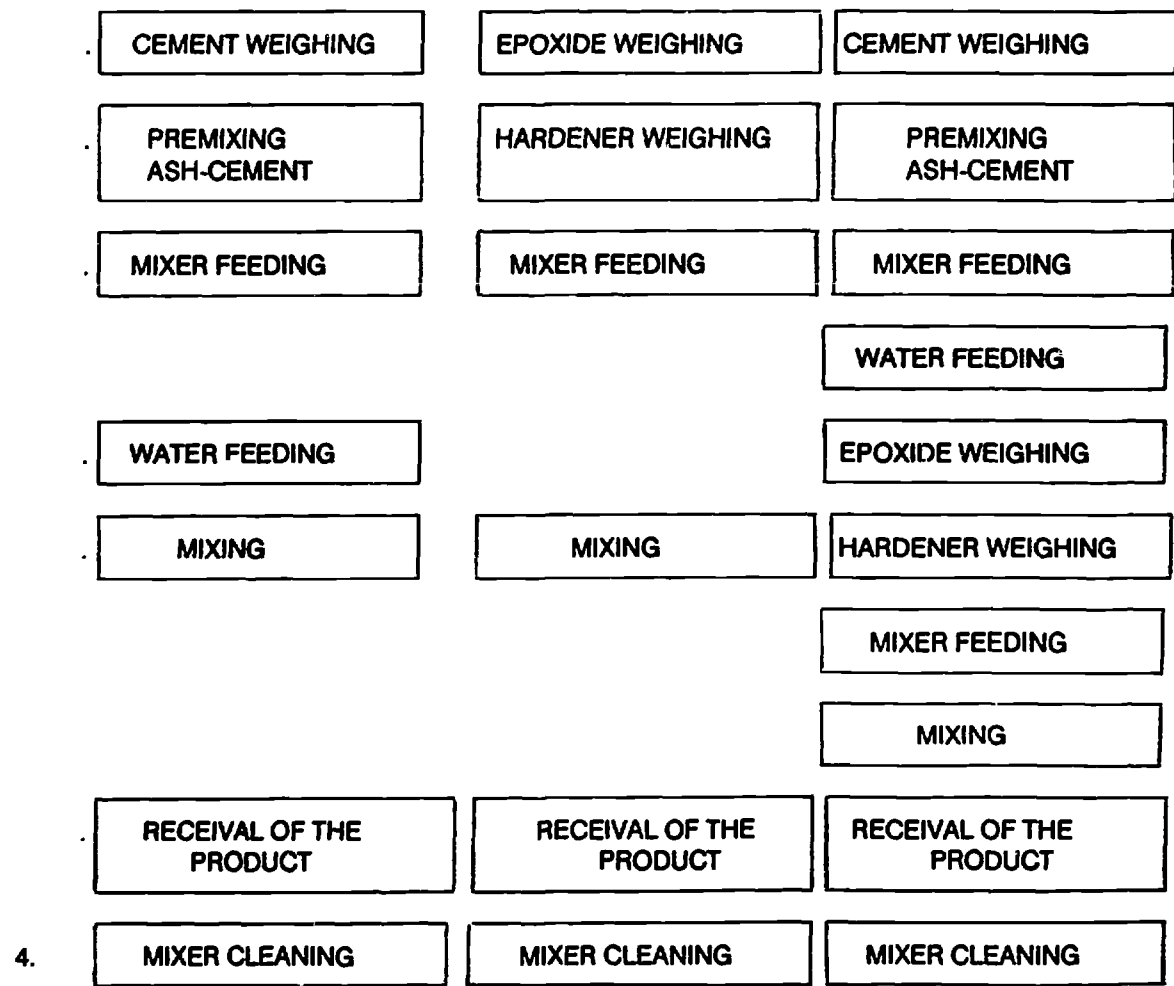 . CEMENT WEIGHING EPOXIDE WEIGHING CEMENT WEIGHING
. PREMIXING HARDENER WEIGHING PREMIXING
ASH-CEMENT ASH-CEMENT
. MIXER FEEDING MIXER FEEDING MIXER FEEDING
WATER FEEDING
. WATER FEEDING EPOXIDE WEIGHING
. MIXING MIXING HARDENER WEIGHING
MIXER FEEDING
MIXING
. RECEIVAL OF THE RECEIVAL OF THE RECEIVAL OF THE
PRODUCT PRODUCT PRODUCT
4. MIXER CLEANING MIXER CLEANING MIXER CLEANING